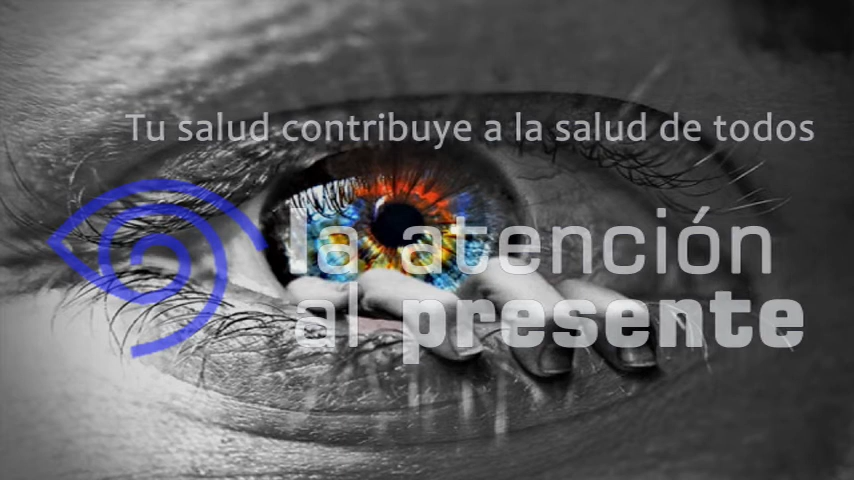 Tu salud contribuye a la salud de todos
la atención
al presente